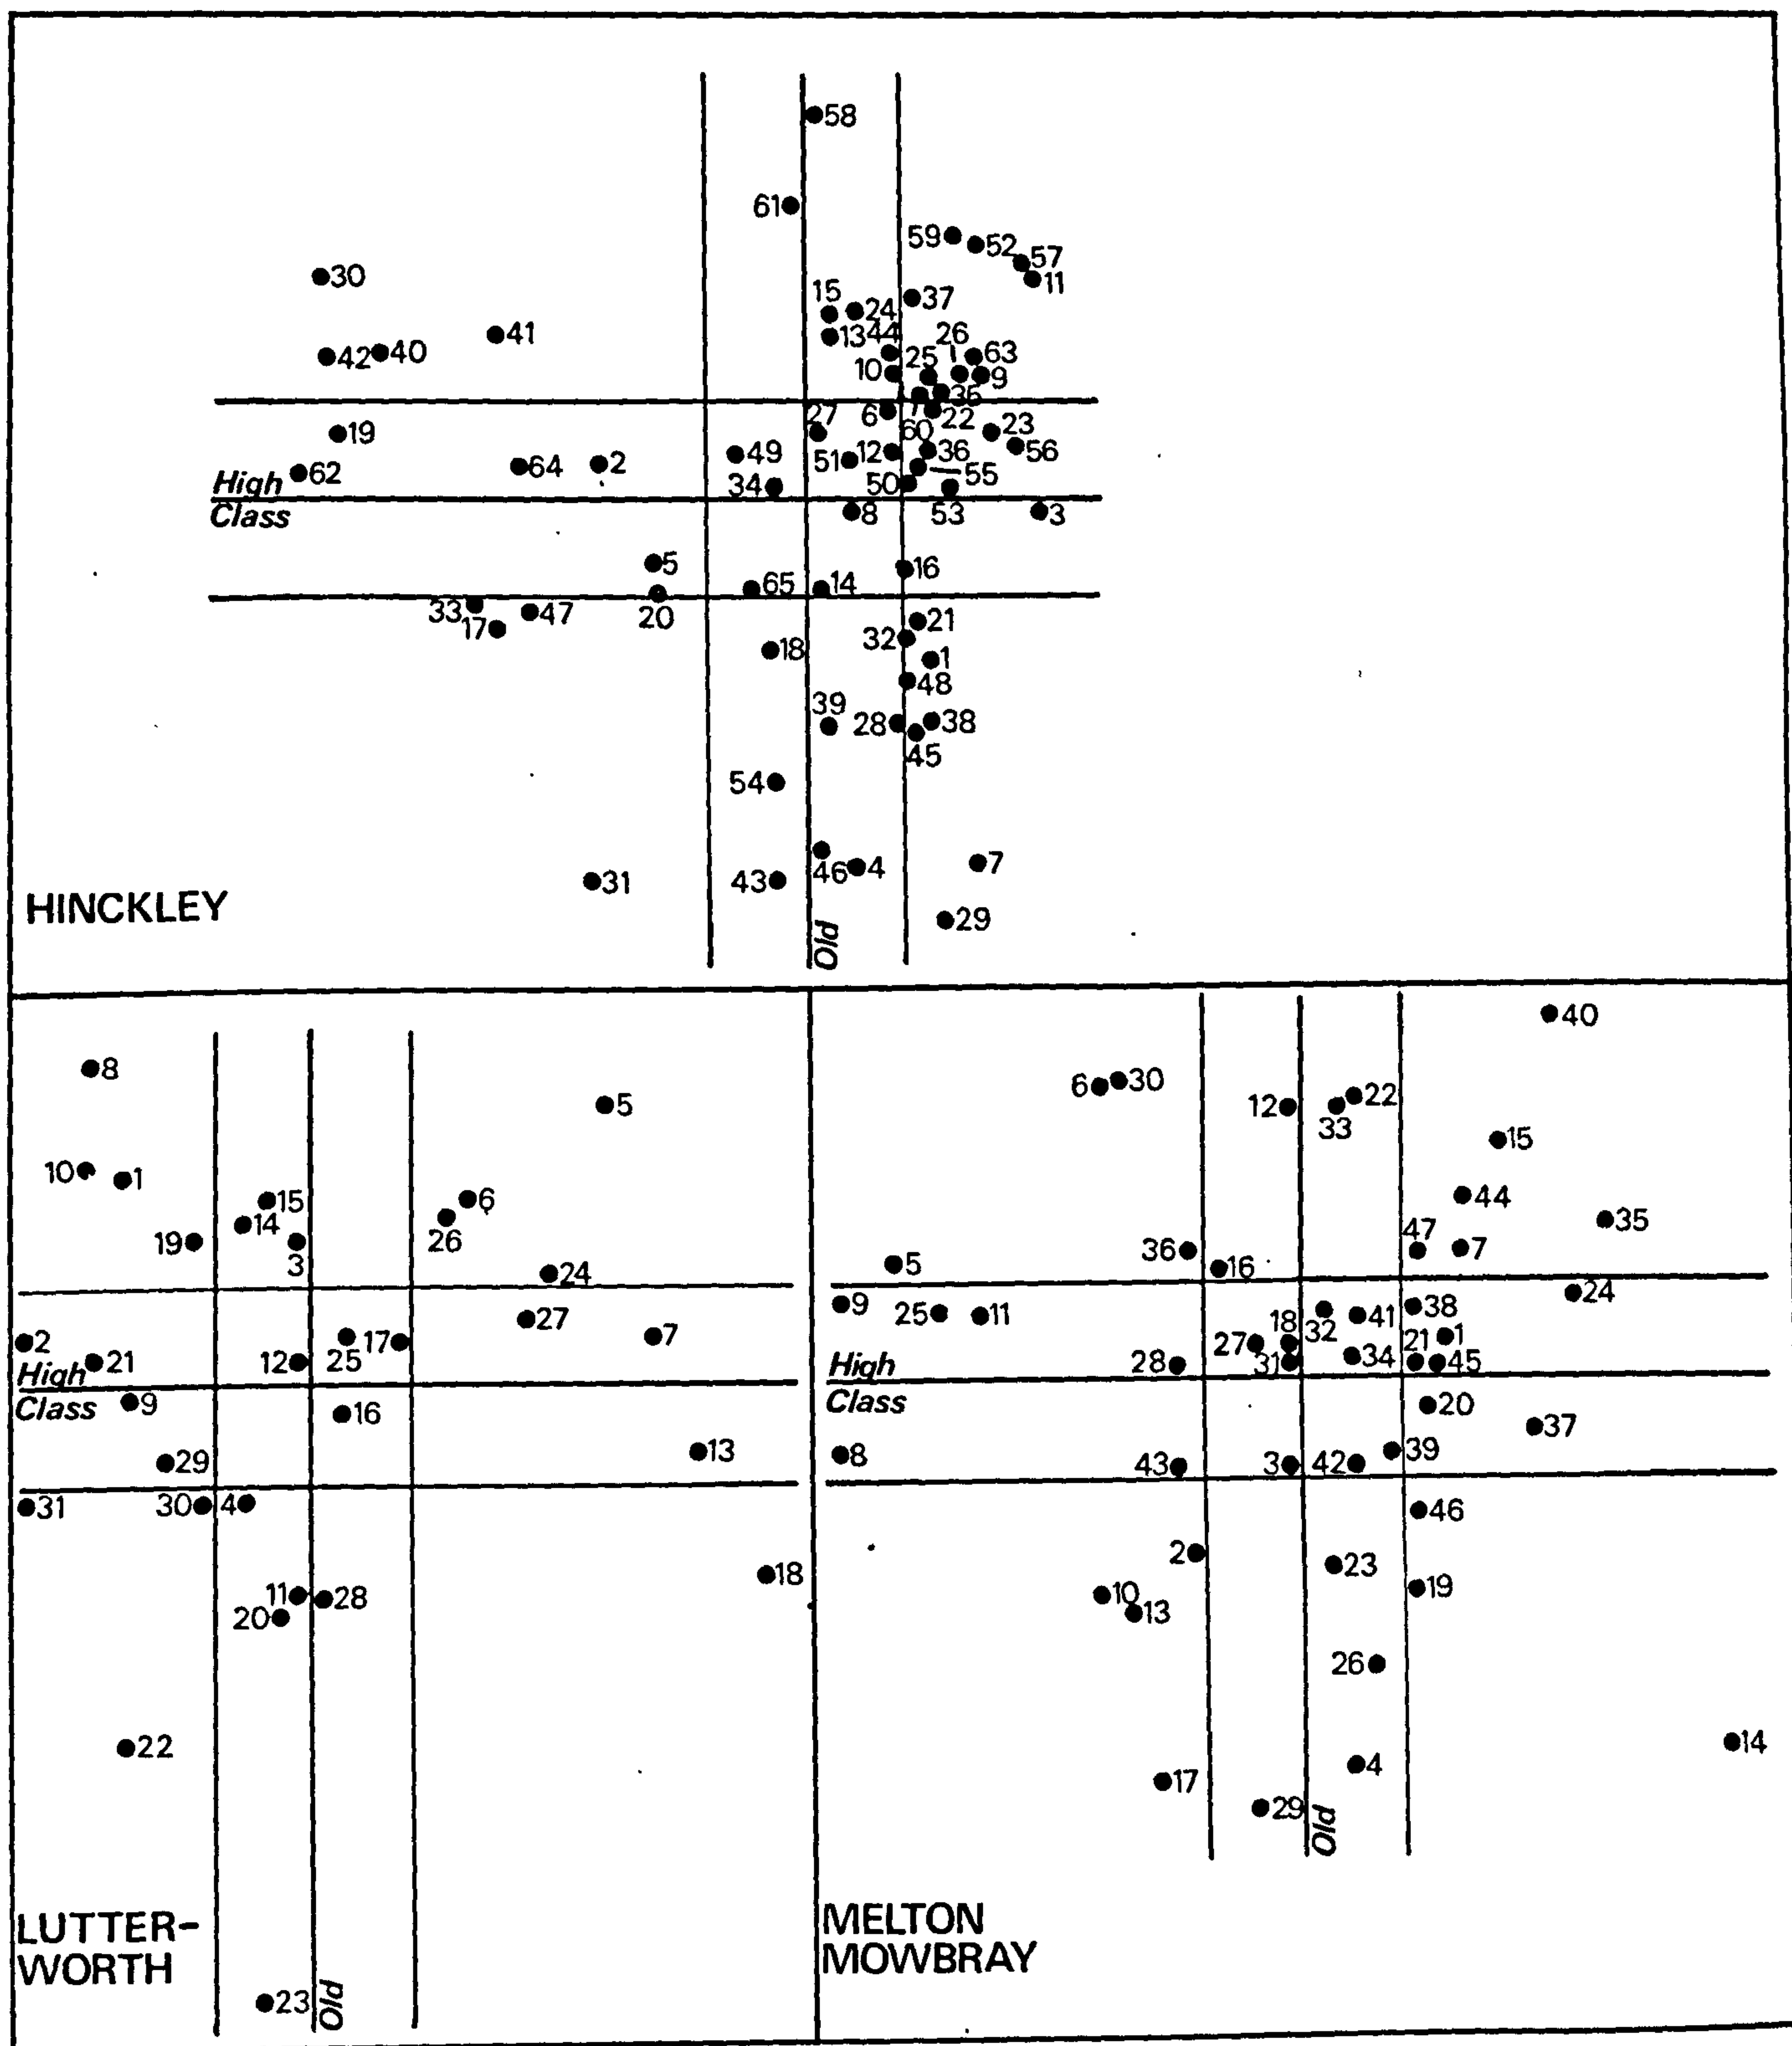 58
61
59 52
57
30 11
15 24 37
41 13 44 26
42 40 10 25 63
9
35
6 22
19 27 60 23
49 51 12 36 56
62 64 2 55
High 34 50
Class 8 53 3
5 16
65 14
33 47 20
17 21
18 32
1
48
39 28 38
45
54
46 4 7
31 43
HINCKLEY 29
Old
8
5
10 1
15 6
14 26
19 3
24
27
2 25 17 7
21 12
High
Class 9 16
29 13
31 30 4
18
11 28
20
22
LUTTER-
WORTH
23 Old
40
6 30
12 22
33
15
44
35
36 47 7
5 16
24
9 25 11 41 38
18 32 1
27 21
28 31 34 45
High
Class 20
37
8 43 3 42 39
46
2 23
10 19
13
26
14
17 4
29 Old
MELTON
MOWBRAY